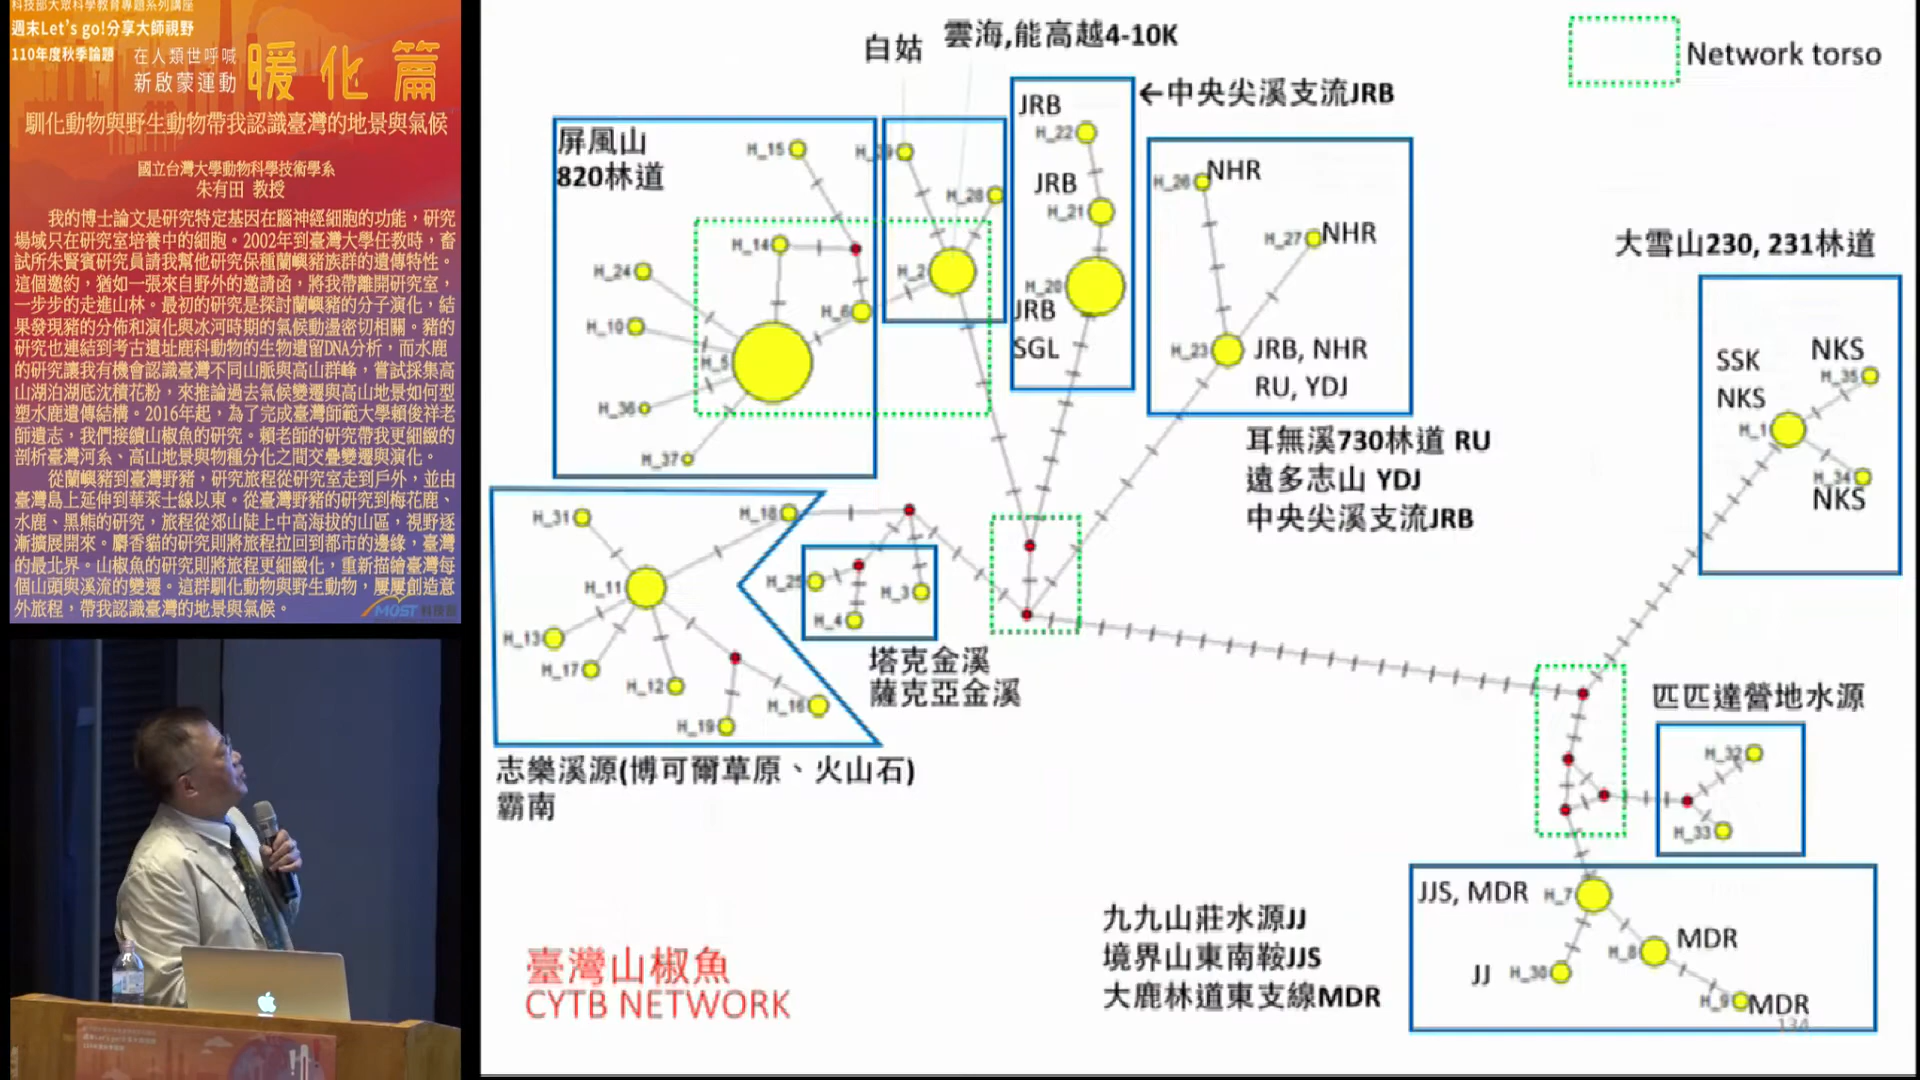 科技部大眾科學教育專題系列講座
週末Let's go!分享大師視野
110年度秋季論題
在人類世呼喊
新啟蒙運動
暖化篇
馴化動物與野生動物帶我認識臺灣的地景與氣候
國立台灣大學動物科學技術學系
朱有田 教授
我的博士論文是研究特定基因在腦神經細胞的功能，研究
場域只在研究室培養中的細胞。2002年到臺灣大學任教時，畜
試所朱賢賓研究員請我幫他研究保種蘭嶼豬族群的遺傳特性。
這個邀約，猶如一張來自野外的邀請函，將我帶離開研究室，
一步步的走進山林。最初的研究是探討蘭嶼豬的分子演化，結
果發現豬的分佈和演化與冰河時期的氣候動盪密切相關。豬的
研究也連結到考古遺址鹿科動物的生物遺留DNA分析，而水鹿
的研究讓我有機會認識臺灣不同山脈與高山群峰，嘗試採集高
山湖泊湖底沈積花粉，來推論過去氣候變遷與高山地景如何型
塑水鹿遺傳結構。2016年起，為了完成臺灣師範大學賴俊祥老
師遺志，我們接續山椒魚的研究。賴老師的研究帶我更細緻的
剖析臺灣河系、高山地景與物種分化之間交疊變遷與演化。
從蘭嶼豬到臺灣野豬，研究旅程從研究室走到戶外，並由
臺灣島上延伸到華萊士線以東。從臺灣野豬的研究到梅花鹿、
水鹿、黑熊的研究，旅程從郊山陡上中高海拔的山區，視野逐
漸擴展開來。麝香貓的研究則將旅程拉回到都市的邊緣，臺灣
的最北界。山椒魚的研究則將旅程更細緻化，重新描繪臺灣每
個山頭與溪流的變遷。這群馴化動物與野生動物，屢屢創造意
外旅程，帶我認識臺灣的地景與氣候。
MOST 科技部
白姑
雲海,能高越4-10K
Network torso
←中央尖溪支流JRB
屏風山
820林道
H_15
H_14
H_24
H_10
H_6
H_5
H_36
H_37
H_28
H_2
JRB
H_22
JRB
H_21
H_20
JRB
SGL
NHR
H_26
H_27
NHR
H_23
JRB, NHR
RU, YDJ
耳無溪730林道 RU
遠多志山 YDJ
中央尖溪支流JRB
大雪山230, 231林道
SSK
NKS
NKS
H_35
H_1
H_34
NKS
H_31
H_18
H_11
H_13
H_17
H_12
H_19
H_16
志樂溪源(博可爾草原、火山石)
霸南
H_25
H_3
H_4
塔克金溪
薩克亞金溪
匹匹達營地水源
H_32
H_33
JJS, MDR
H_7
H_8
MDR
JJ
H_30
H_9
MDR
134
九九山莊水源JJ
境界山東南鞍JJS
大鹿林道東支線MDR
臺灣山椒魚
CYTB NETWORK